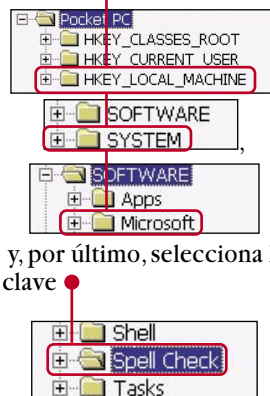 Pocket PC
HKEY_CLASSES_ROOT
HKEY_CURRENT_USER
HKEY_LOCAL_MACHINE
SOFTWARE
SYSTEM
,
SOFTWARE
Apps
Microsoft
y, por último, selecciona
clave
Shell
Spell Check
Tasks